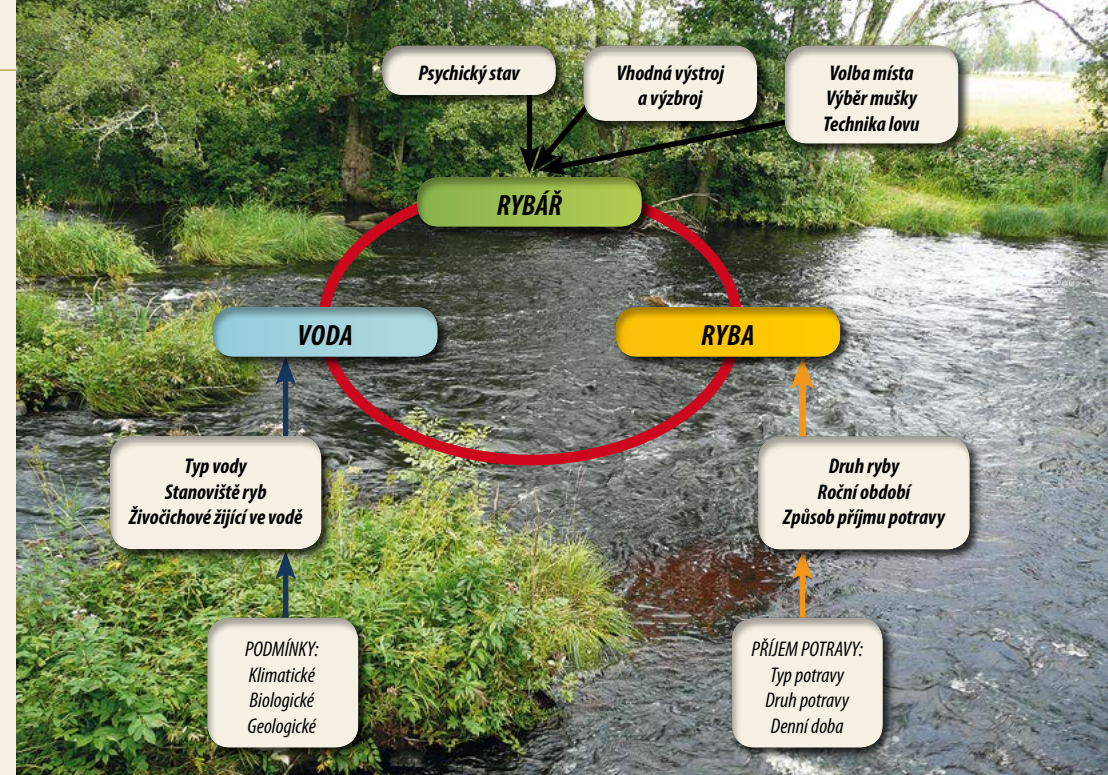 Psychický stav
Vhodná výstroj
a výzbroj
Volba místa
Výběr mušky
Technika lovu
RYBÁŘ
VODA
RYBA
Typ vody
Stanoviště ryb
Živočichové žijící ve vodě
Druh ryby
Roční období
Způsob příjmu potravy
PODMÍNKY:
Klimatické
Biologické
Geologické
PŘÍJEM POTRAVY:
Typ potravy
Druh potravy
Denní doba